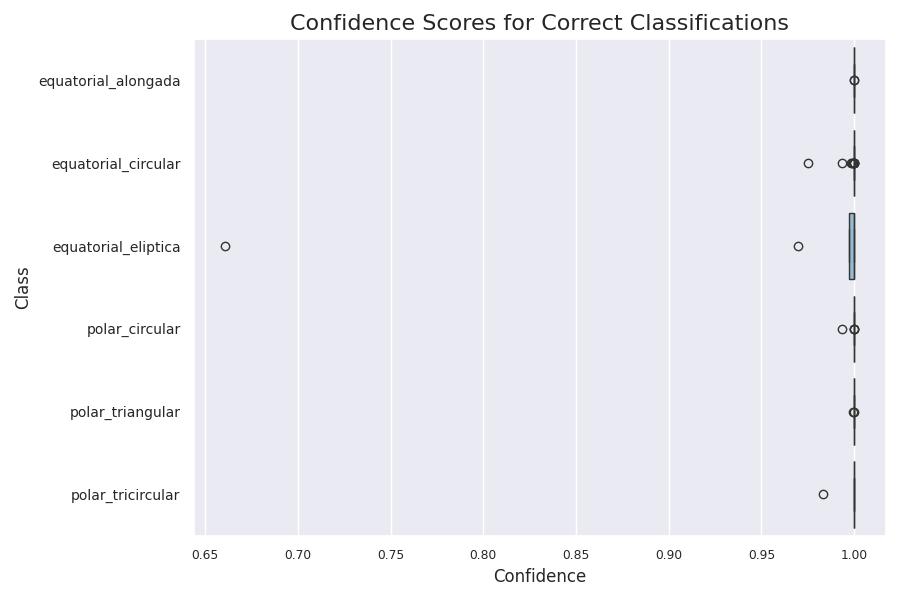 Confidence Scores for Correct Classifications
Class
equatorial_alongada
equatorial_circular
equatorial_eliptica
polar_circular
polar_triangular
polar_tricircular
0.65 0.70 0.75 0.80 0.85 0.90 0.95 1.00
Confidence